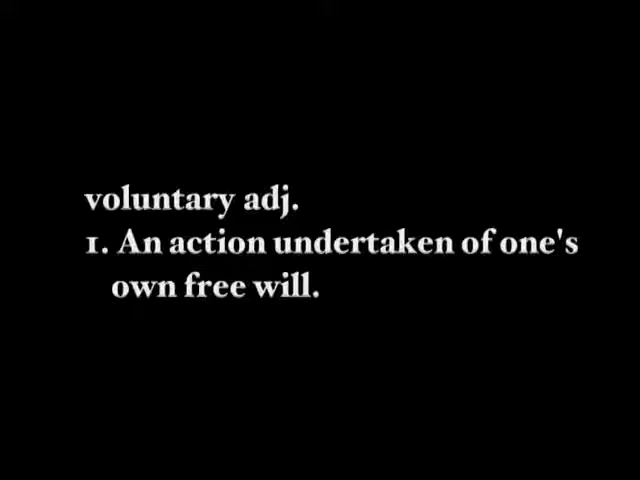 voluntary adj.
1. An action undertaken of one's
own free will.